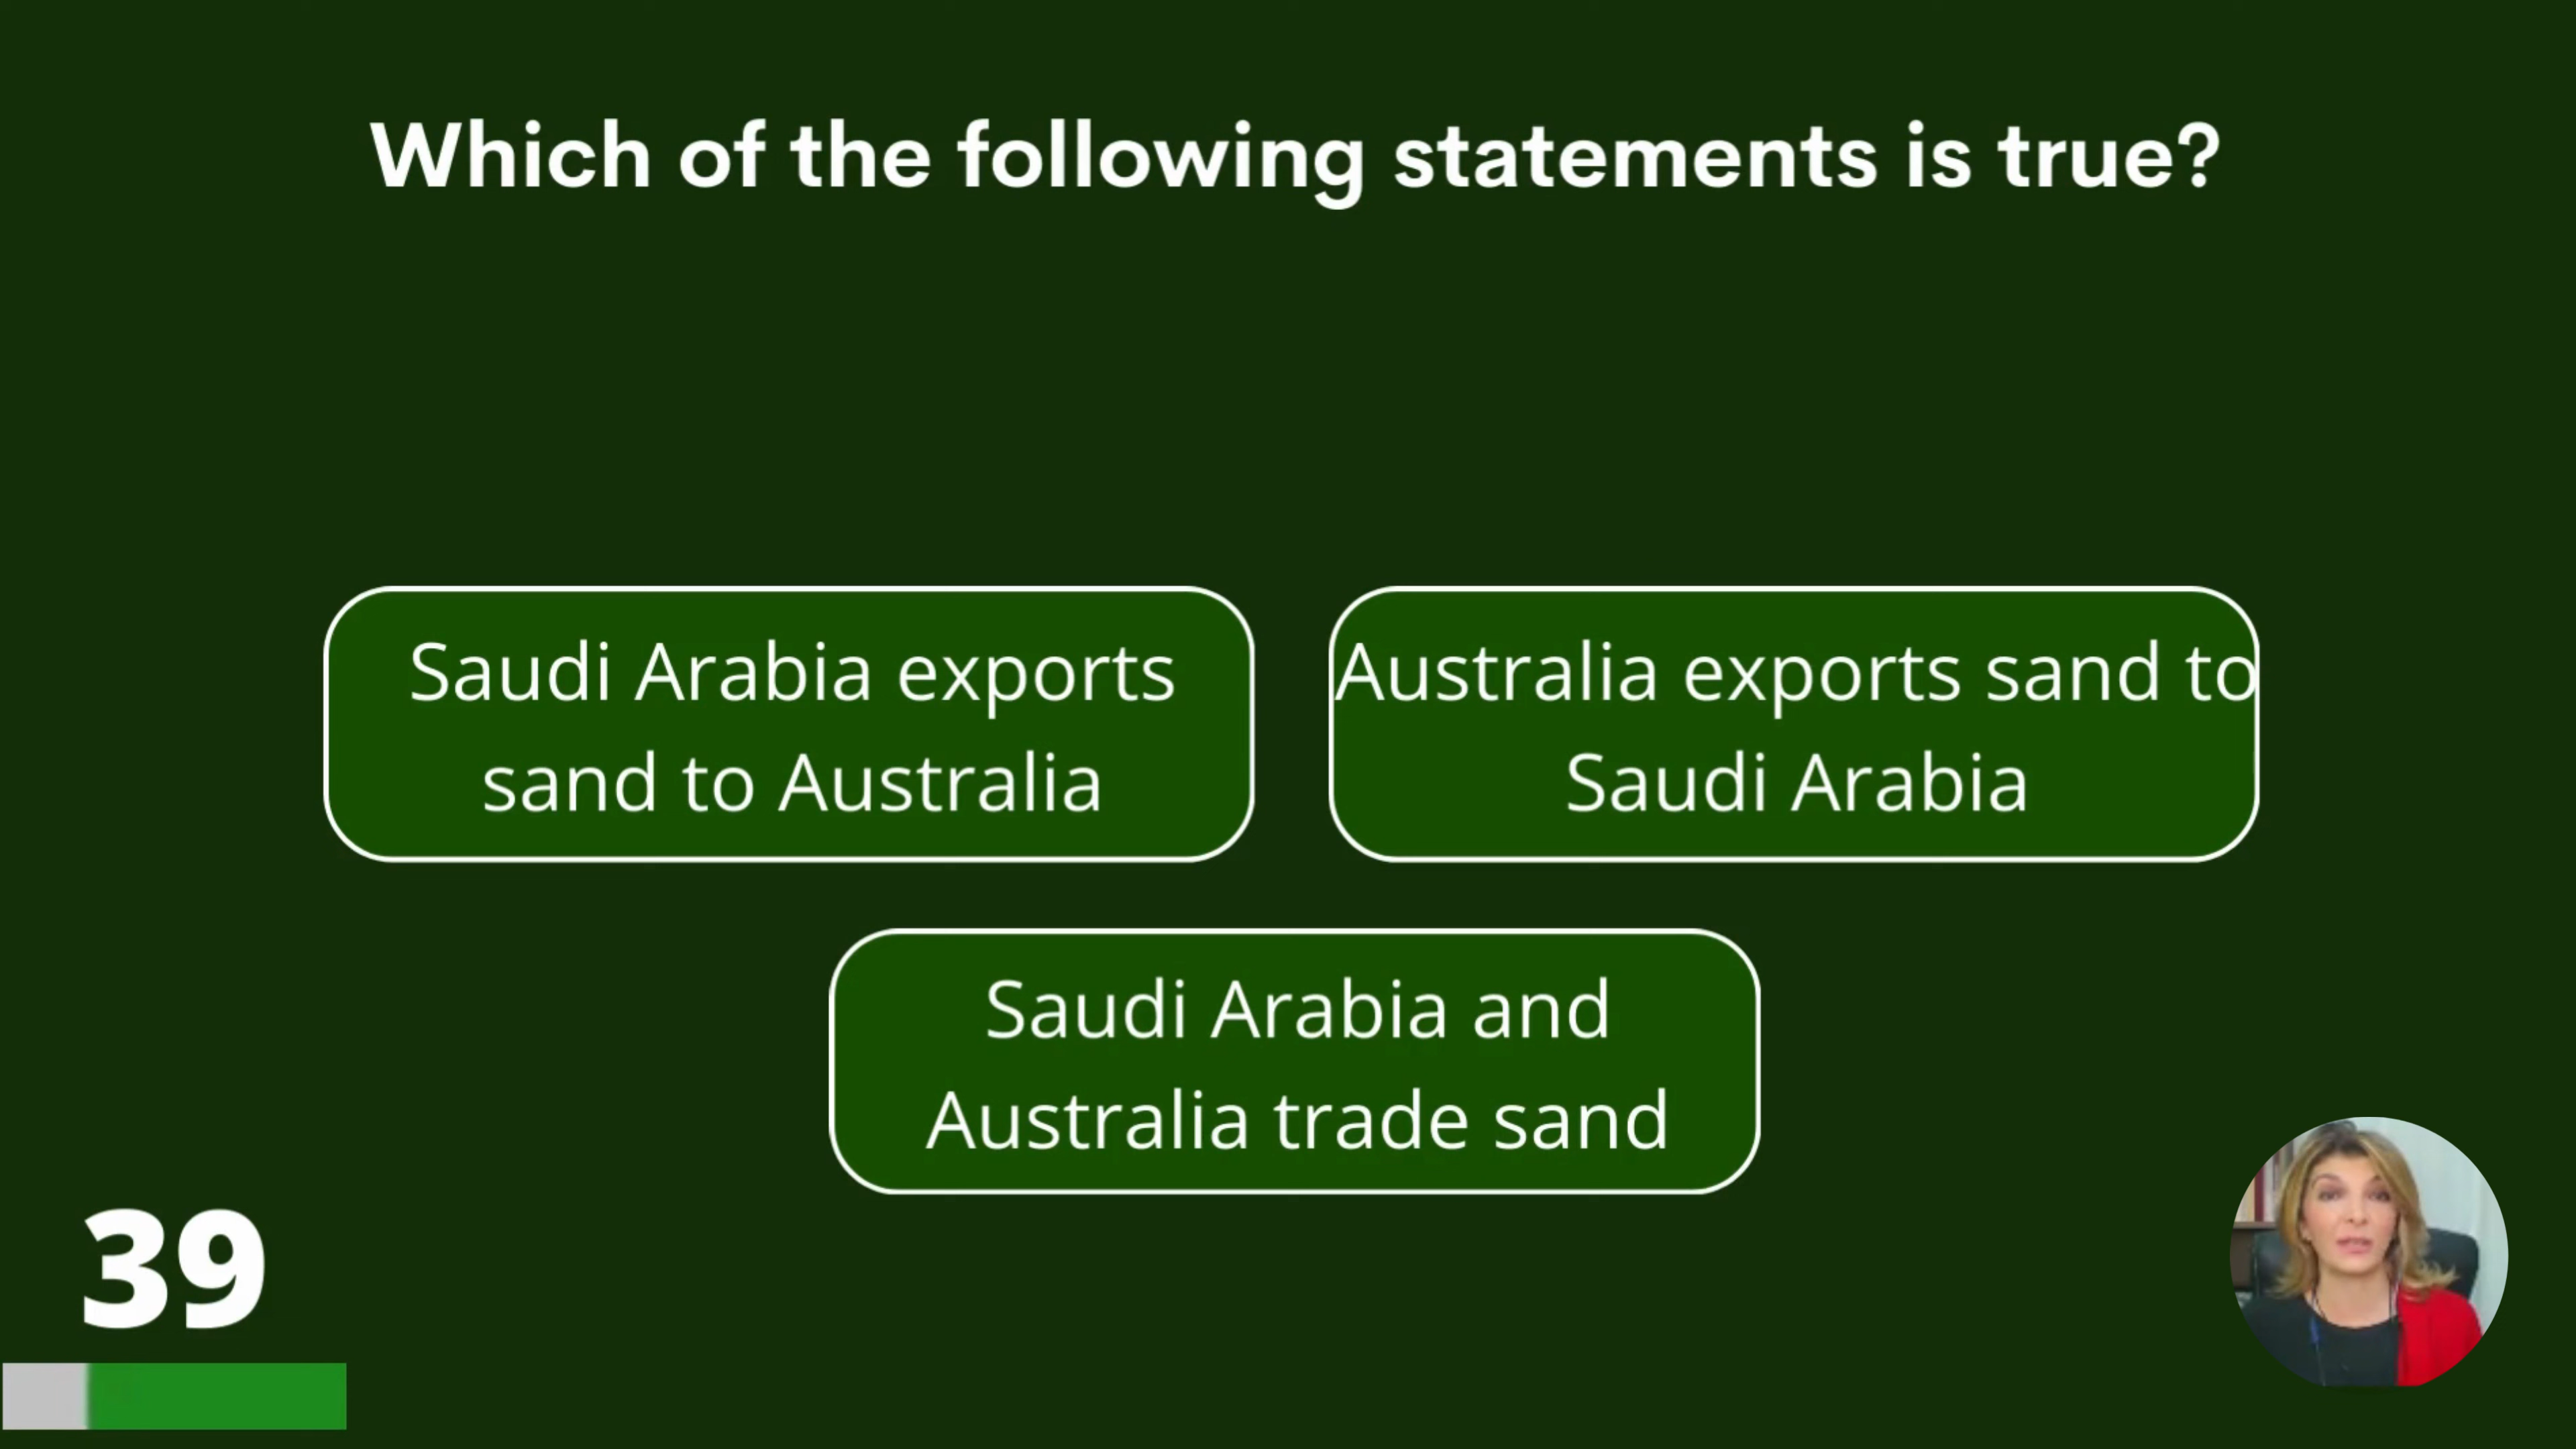 Which of the following statements is true?
Saudi Arabia exports
sand to Australia
Australia exports sand to
Saudi Arabia
Saudi Arabia and
Australia trade sand
39